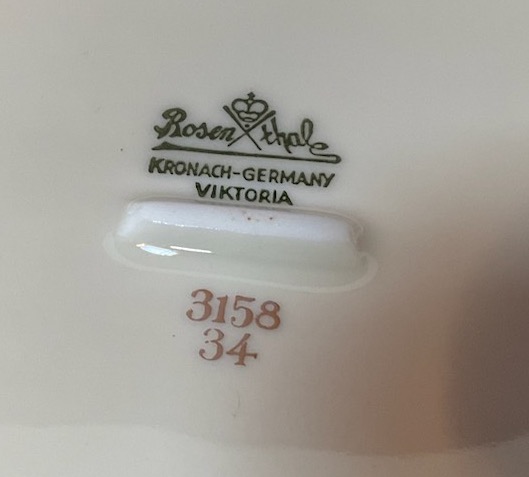 Rosenthal
KRONACH-GERMANY
VIKTORIA
3158
34